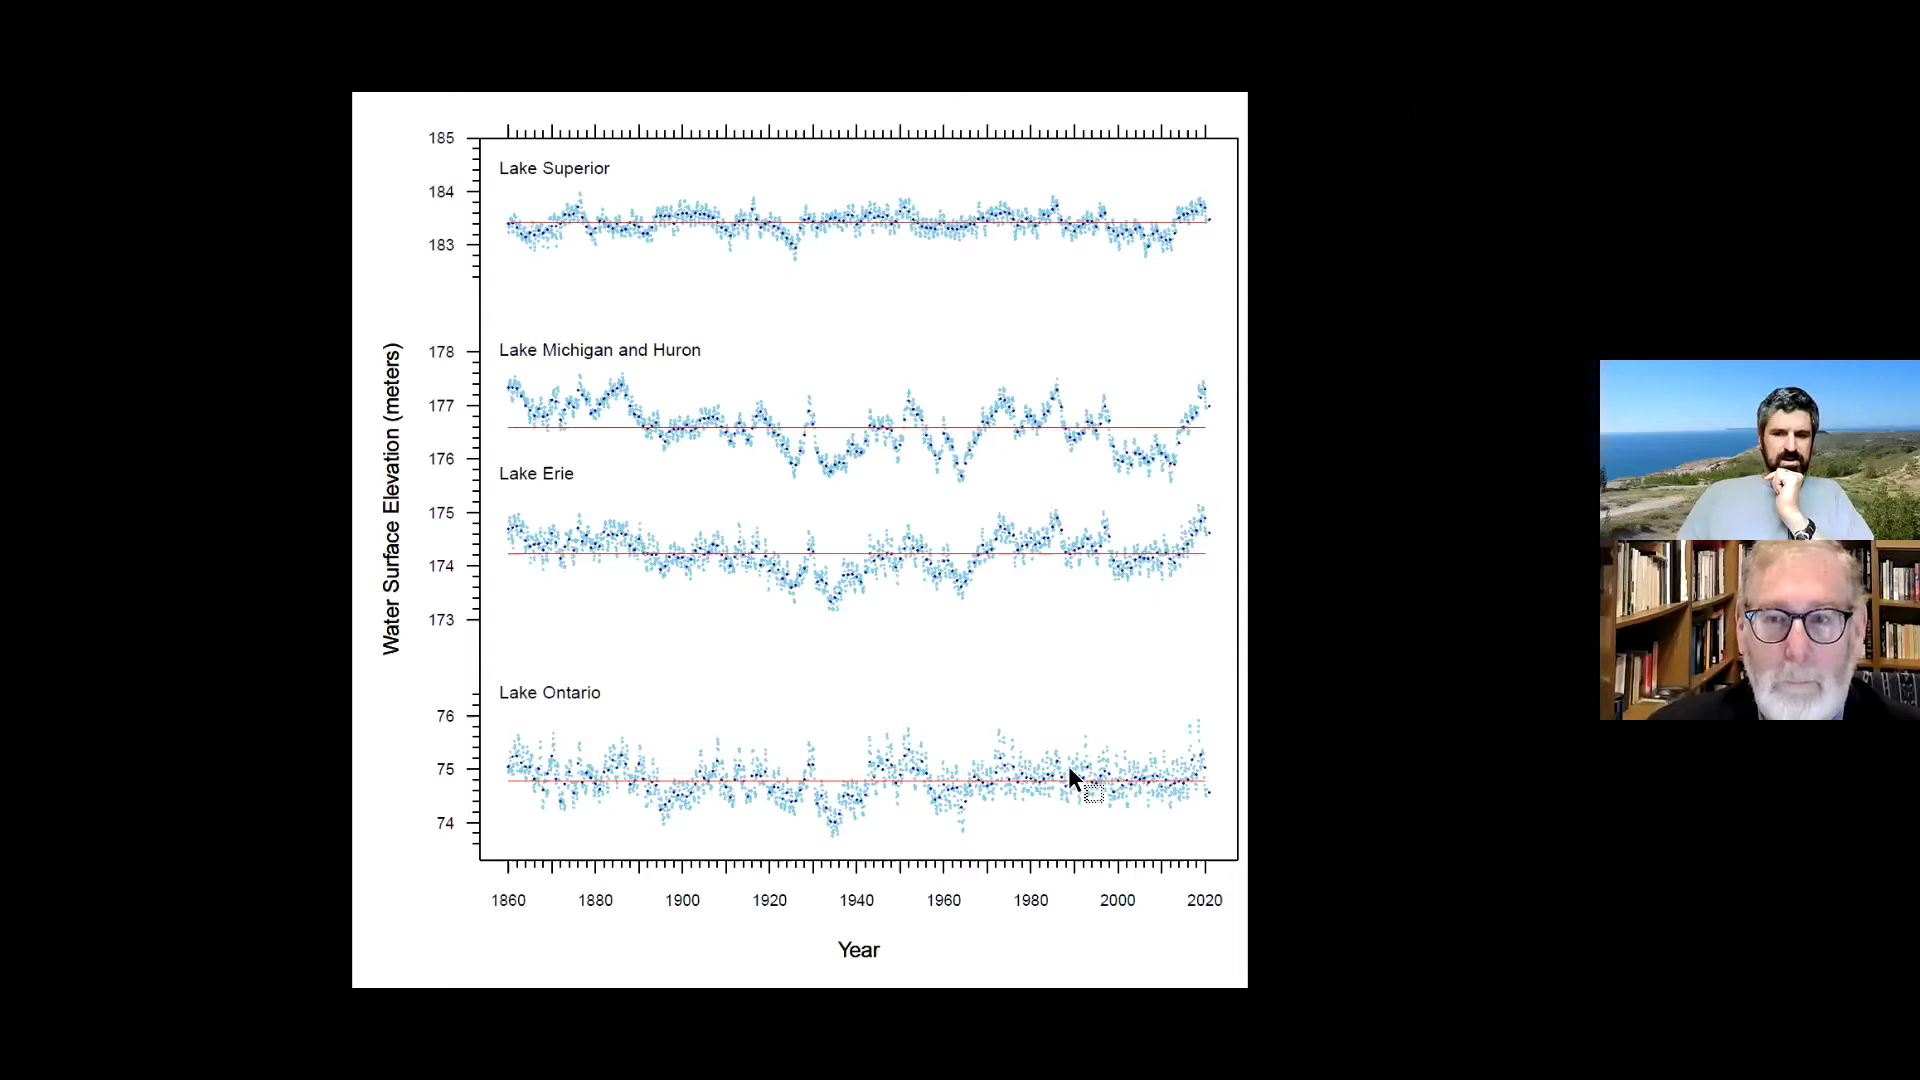 185
Lake Superior
184
183
178
Lake Michigan and Huron
177
176
Lake Erie
175
174
173
Water Surface Elevation (meters)
Lake Ontario
76
75
74
1860 1880 1900 1920 1940 1960 1980 2000 2020
Year